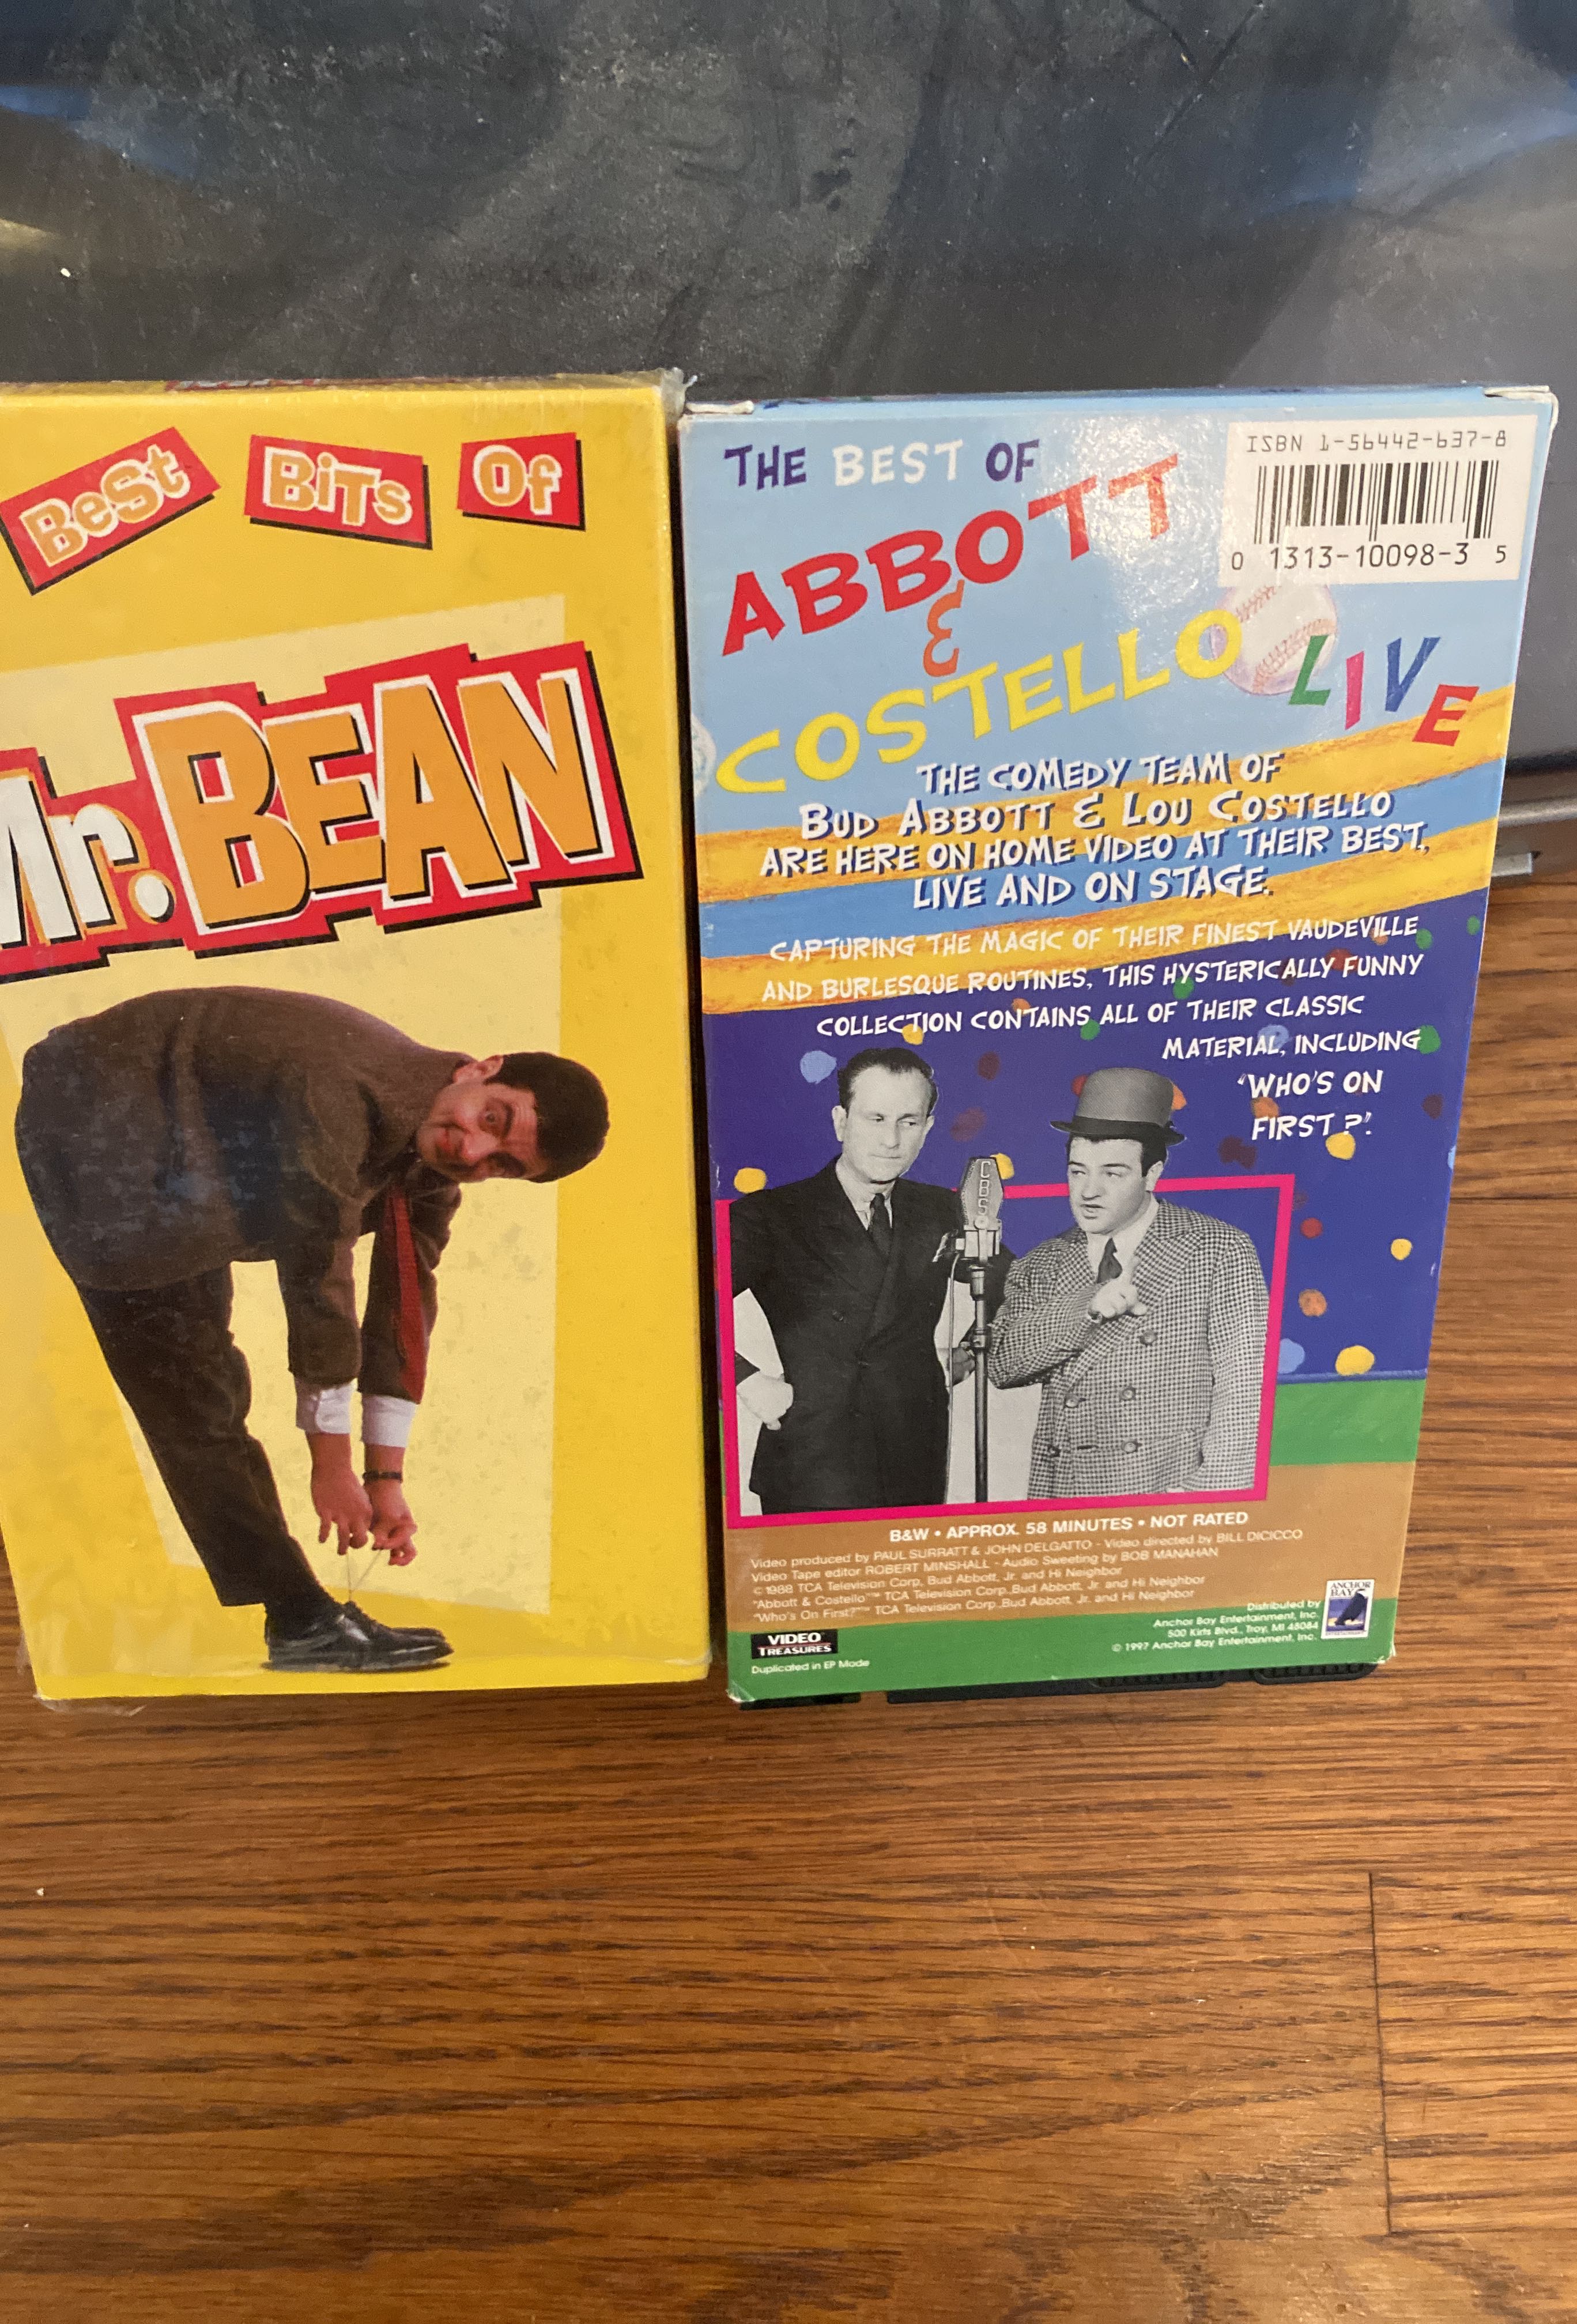 BeSt BiTs Of
Mr. BEAN
THE BEST OF
ABBOTT
&
COSTELLO
LIVE
ISBN 1-56442-637-8
0 1313-10098-3 5
THE COMEDY TEAM OF
BUD ABBOTT & LOU COSTELLO
ARE HERE ON HOME VIDEO AT THEIR BEST,
LIVE AND ON STAGE.
CAPTURING THE MAGIC OF THEIR FINEST VAUDEVILLE
AND BURLESQUE ROUTINES, THIS HYSTERICALLY FUNNY
COLLECTION CONTAINS ALL OF THEIR CLASSIC
MATERIAL, INCLUDING
"WHO'S ON
FIRST?".
CBS
B&W • APPROX. 58 MINUTES • NOT RATED
Video produced by PAUL SURRATT & JOHN DELGATTO - Video directed by BILL DICICCO
Video Tape editor ROBERT MINSHALL - Audio Sweetening by BOB MANAHAN
© 1988 TCA Television Corp, Bud Abbott, Jr. and Hi Neighbor
"Abbott & Costello"™ TCA Television Corp. Bud Abbott, Jr. and Hi Neighbor
"Who's On First?"™ TCA Television Corp. Bud Abbott, Jr. and Hi Neighbor
VIDEO
TREASURES
Duplicated in EP Mode
Distributed by
Anchor Bay Entertainment, Inc.
500 Kirts Blvd., Troy, MI 48084
© 1997 Anchor Bay Entertainment, Inc.
ANCHOR
BAY